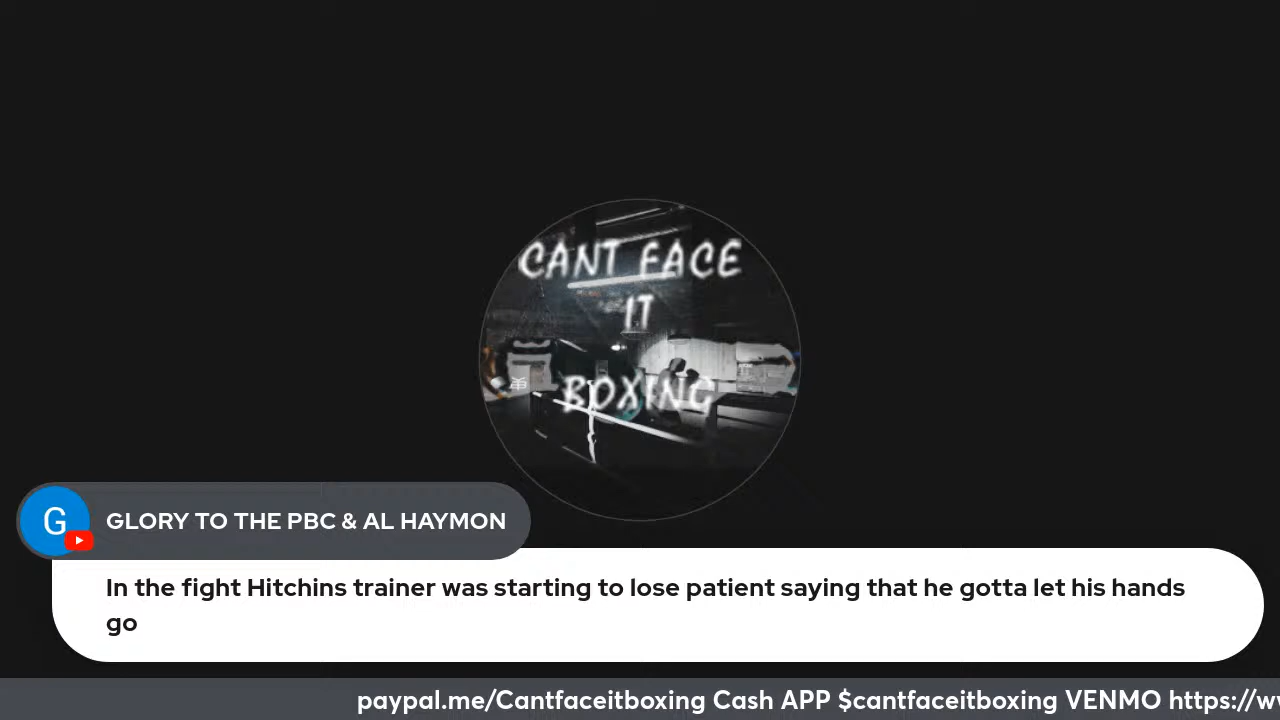 CANT FACE
IT
BOXING
G
GLORY TO THE PBC & AL HAYMON
In the fight Hitchins trainer was starting to lose patient saying that he gotta let his hands
go
paypal.me/Cantfaceitboxing Cash APP $cantfaceitboxing VENMO https://w